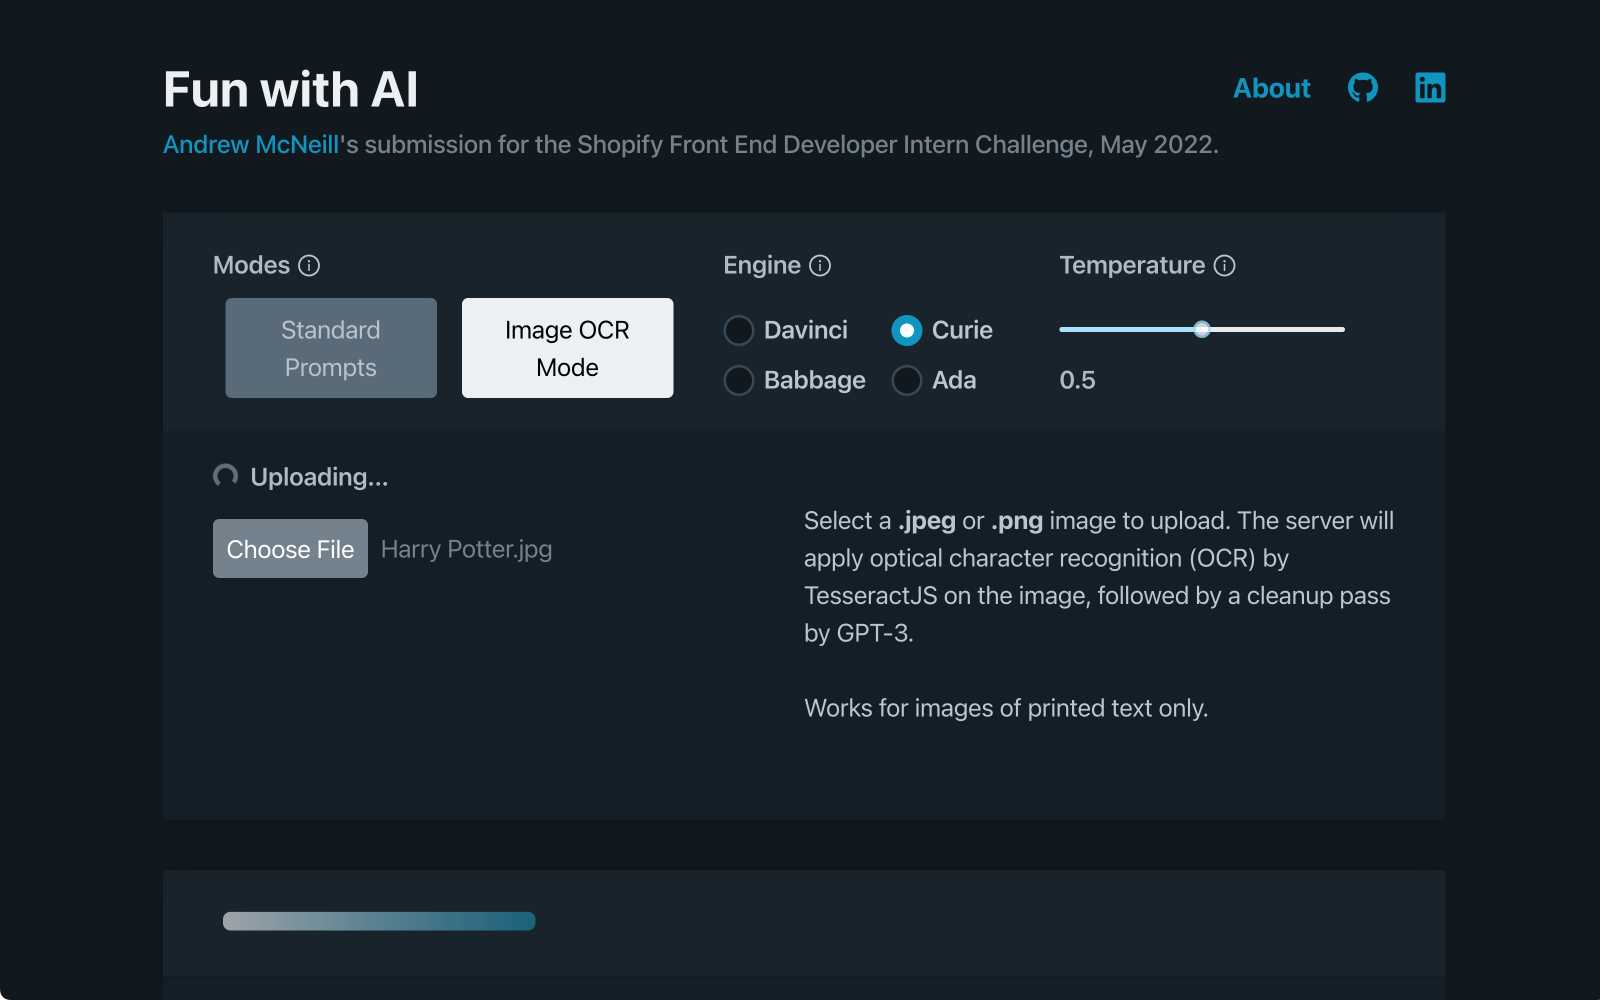 Fun with AI
About
Andrew McNeill's submission for the Shopify Front End Developer Intern Challenge, May 2022.
Modes
Standard
Prompts
Image OCR
Mode
Engine
Davinci
Curie
Babbage
Ada
Temperature
0.5
Uploading...
Choose File Harry Potter.jpg
Select a .jpeg or .png image to upload. The server will
apply optical character recognition (OCR) by
TesseractJS on the image, followed by a cleanup pass
by GPT-3.
Works for images of printed text only.